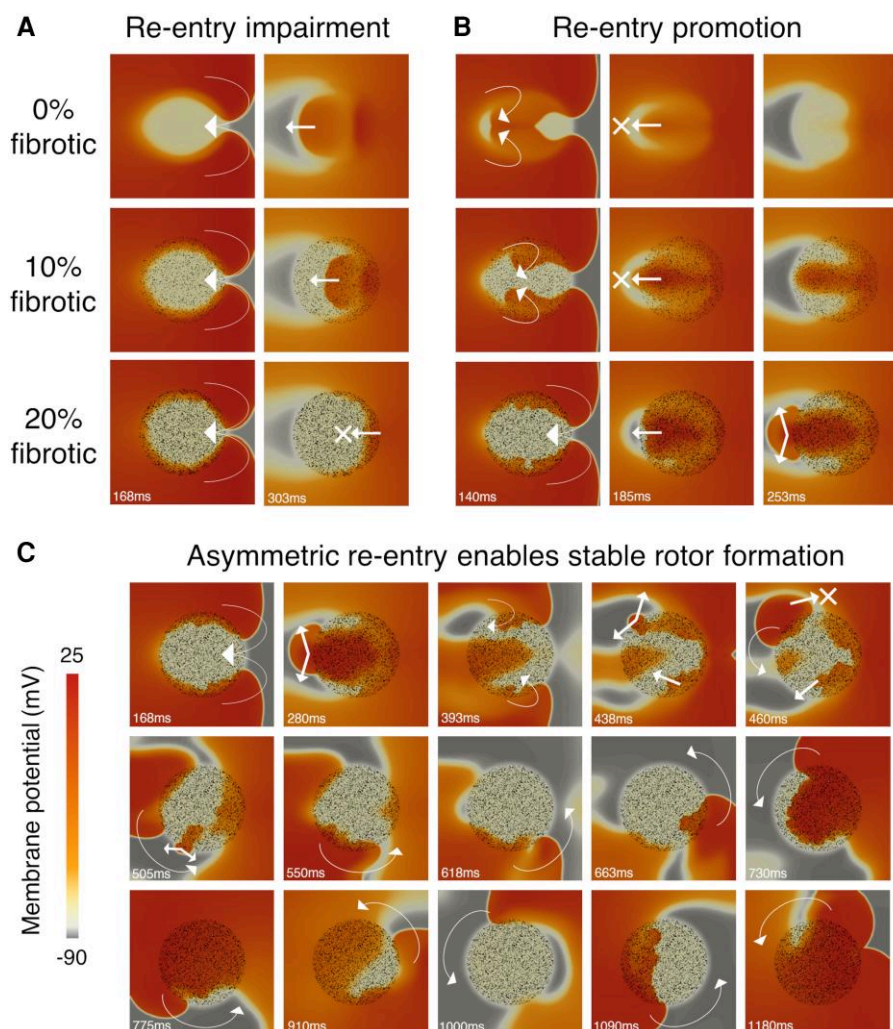 A Re-entry impairment
B Re-entry promotion
0%
fibrotic
10%
fibrotic
20%
fibrotic
168ms
303ms
140ms
185ms
253ms
C Asymmetric re-entry enables stable rotor formation
25
Membrane potential (mV)
-90
168ms
280ms
393ms
438ms
460ms
505ms
550ms
618ms
663ms
730ms
775ms
910ms
1000ms
1090ms
1180ms